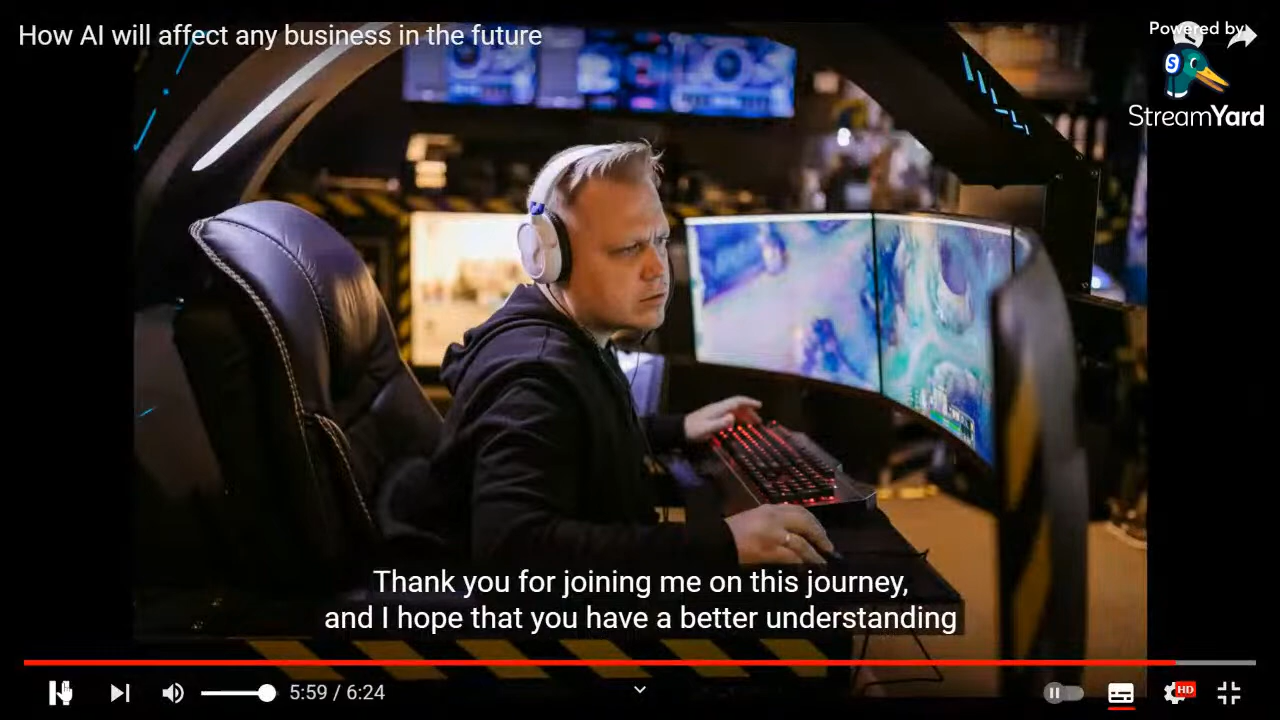 How AI will affect any business in the future
Powered by
S
StreamYard
Thank you for joining me on this journey,
and I hope that you have a better understanding
5:59 / 6:24
HD